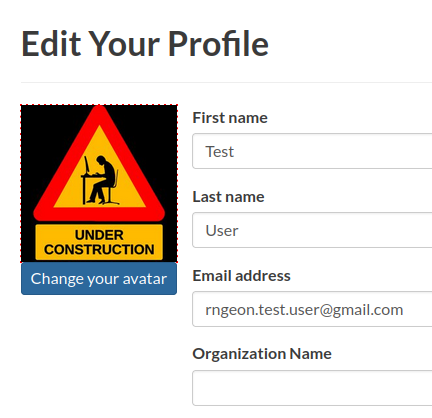 Edit Your Profile
UNDER
CONSTRUCTION
Change your avatar
First name
Test
Last name
User
Email address
rngeon.test.user@gmail.com
Organization Name